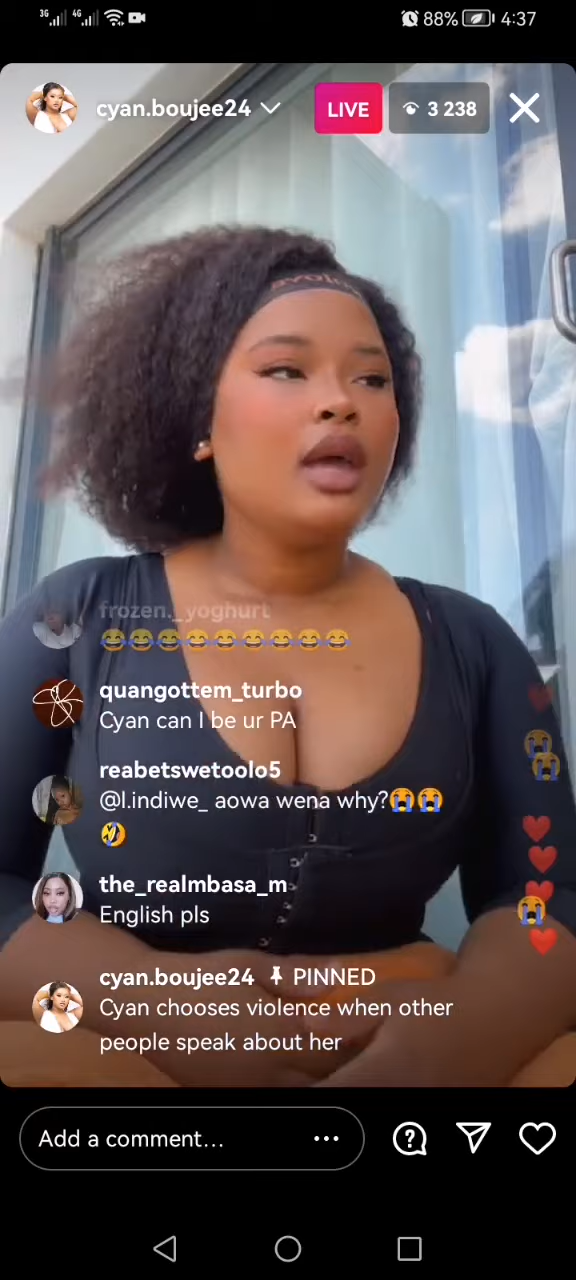 3G 4G 88% 4:37
cyan.boujee24 LIVE 3 238
frozen._yoghurt
😂😂😂😂😂😂😂😂😂
quangottem_turbo
Cyan can I be ur PA
reabetswetoolo5
@l.indiwe_ aowa wena why?😭😭
🤣
the_realmbasa_m
English pls
cyan.boujee24 PINNED
Cyan chooses violence when other
people speak about her
Add a comment...